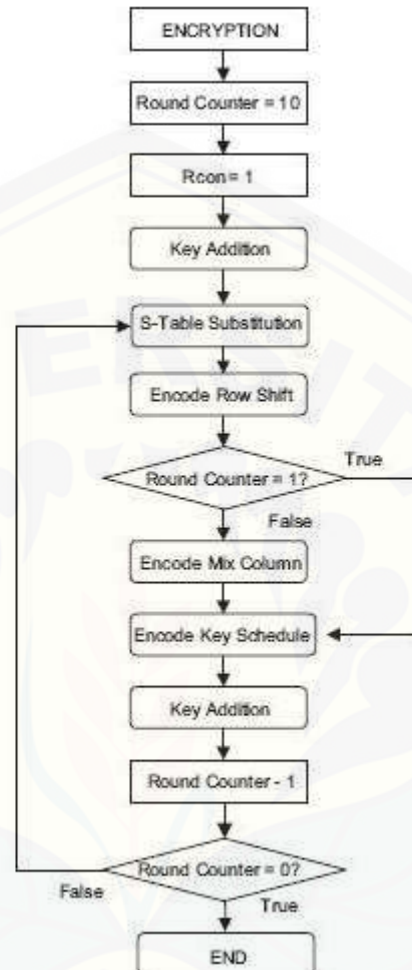 ENCRYPTION
Round Counter = 10
Rcon= 1
Key Addition
S-Table Substitution
Encode Row Shift
Round Counter = 1?
True
False
Encode Mix Column
Encode Key Schedule
Key Addition
Round Counter - 1
Round Counter = 0?
False
True
END